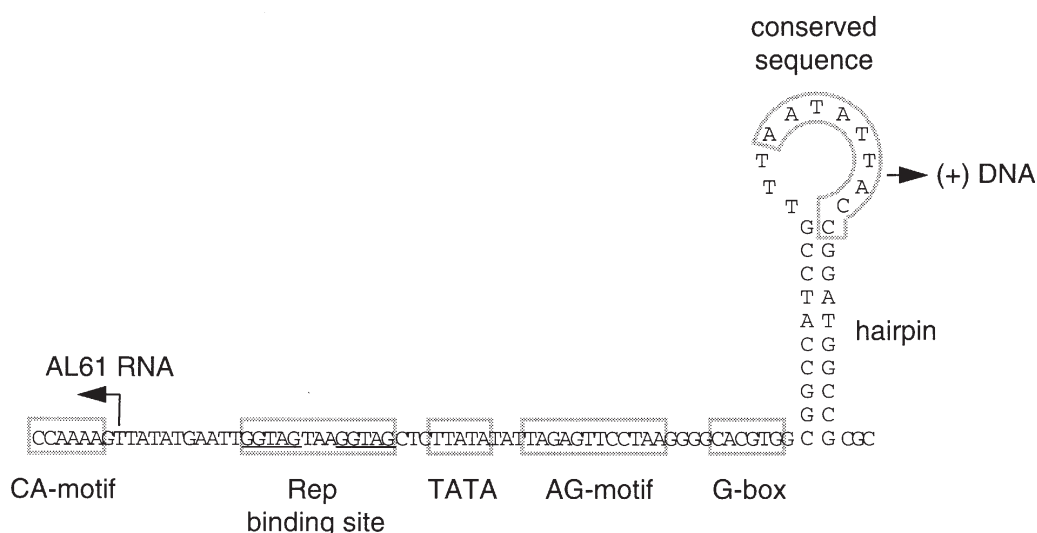 conserved
sequence
T
A A
A T
T T (+) DNA
T A
T C
G C
C G
C G
T A
A T hairpin
C G
AL61 RNA C G
G C
G C
CCAAAAGTTATATGAATTGGTAGTAAGGTAGCTCTTATATATTAGAGTTCCTAAGGGGCACGTGG C G CGC
CA-motif Rep TATA AG-motif G-box
binding site